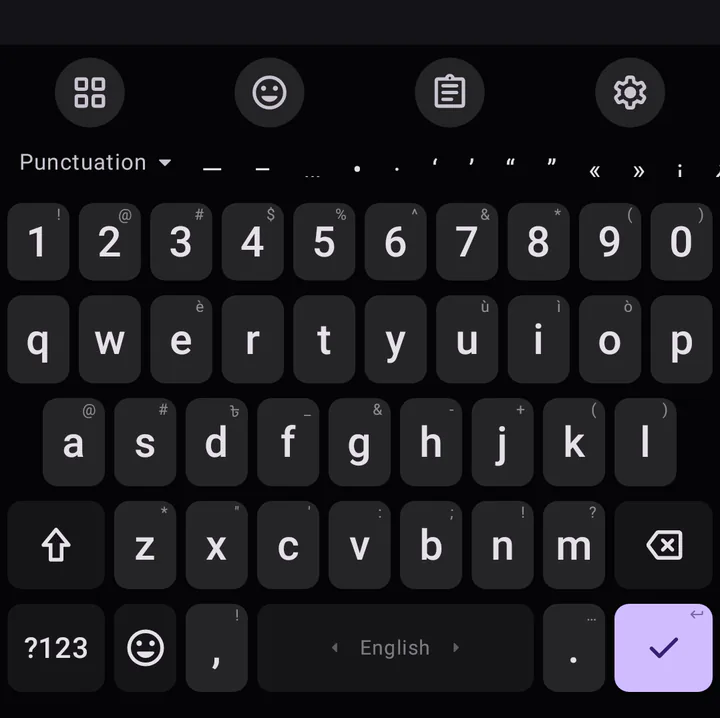 Punctuation — – … • · ‘ ’ “ ” « » ¡
1 ! 2 @ 3 # 4 $ 5 % 6 ^ 7 & 8 * 9 ( 0 )
q w e è r t y u ù i ì o ò p
a @ s # d f _ g & h - j + k ( l )
z * x " c ' v : b ; n ! m ?
?123 , ! English . …